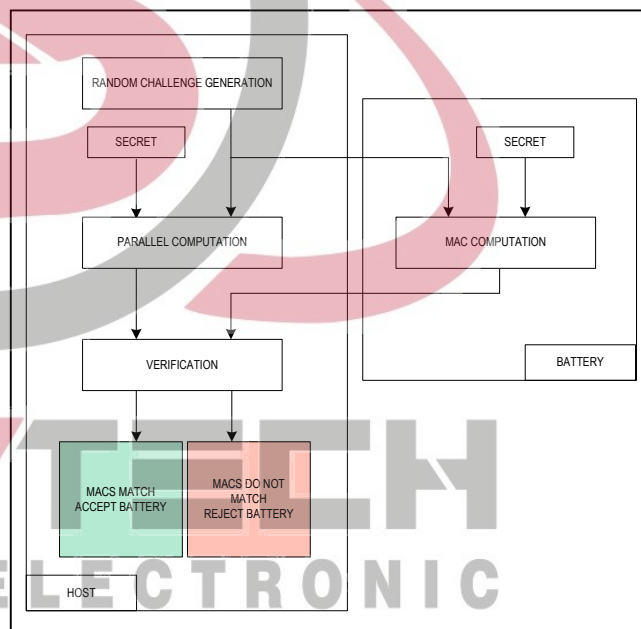 RANDOM CHALLENGE GENERATION
SECRET
SECRET
PARALLEL COMPUTATION
MAC COMPUTATION
VERIFICATION
BATTERY
MACS MATCH
ACCEPT BATTERY
MACS DO NOT
MATCH
REJECT BATTERY
TECH
ELECTRONIC
HOST